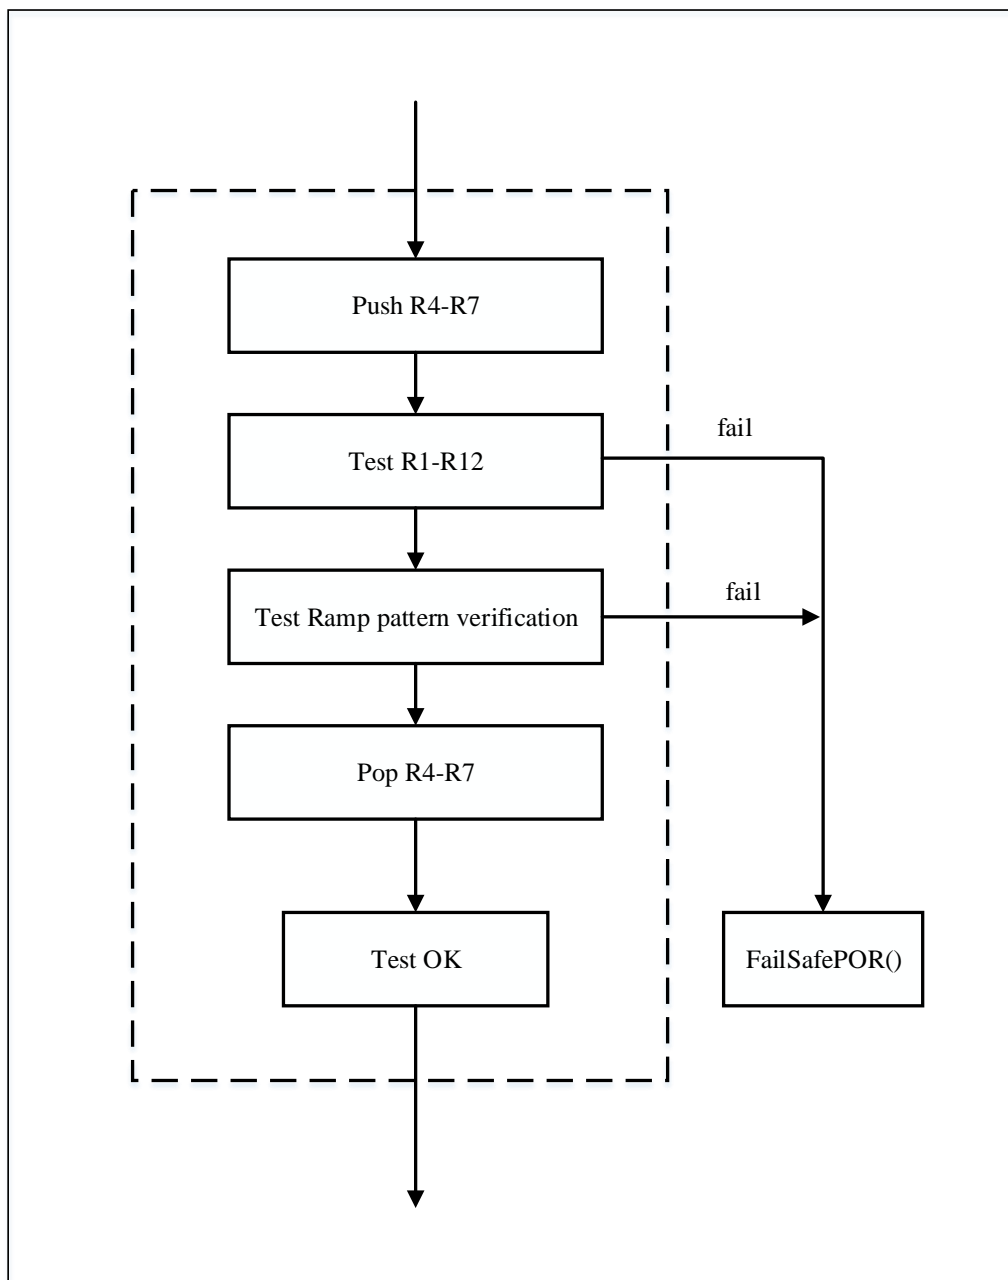 Push R4-R7
Test R1-R12
fail
Test Ramp pattern verification
fail
Pop R4-R7
Test OK
FailSafePOR()